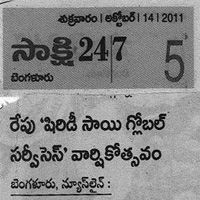 శుక్రవారం | అక్టోబర్ | 14 | 2011
సాక్షి 24|7
5
బెంగళూరు
రేపు 'షిరిడీ సాయి గ్లోబల్
సర్వీసెస్' వార్షికోత్సవం
బెంగళూరు, న్యూస్‌లైన్ :